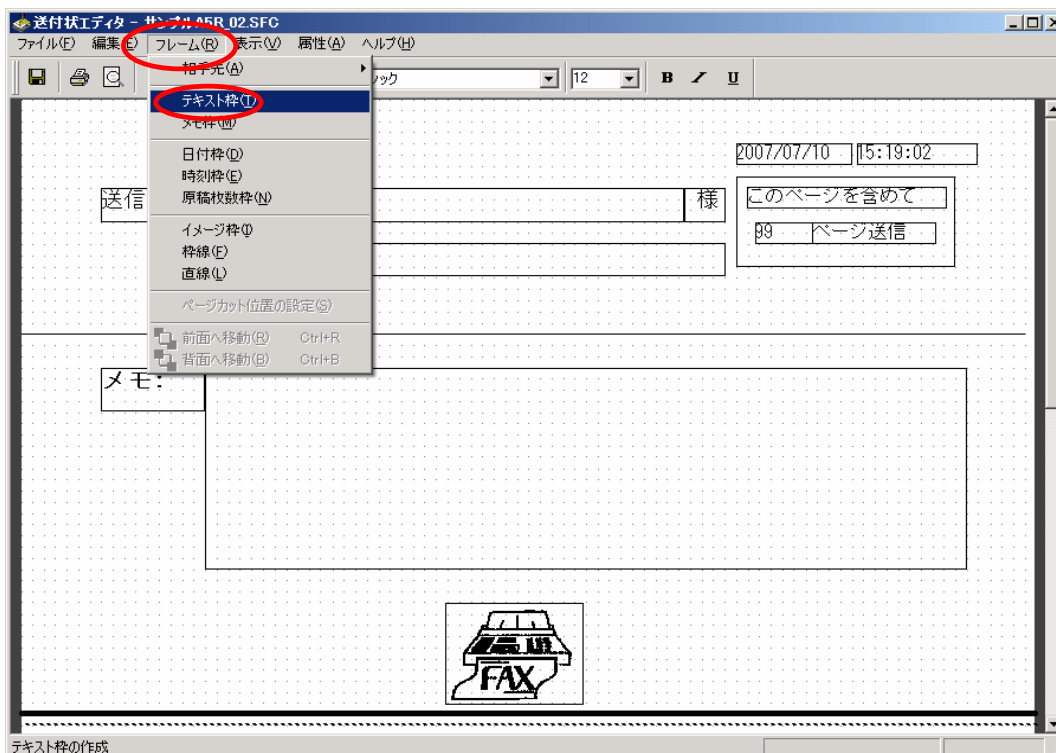 送付状エディタ - サンプルA5R_02.SFC
ファイル(F) 編集(E) フレーム(R) 表示(V) 属性(A) ヘルプ(H)
ック 12 B I U
相手先(A)
テキスト枠(T)
メモ枠(M)
日付枠(D)
時刻枠(E)
原稿枚数枠(N)
イメージ枠(I)
枠線(F)
直線(L)
ページカット位置の設定(S)
前面へ移動(R) Ctrl+R
背面へ移動(B) Ctrl+B
2007/07/10 15:19:02
送信
様
このページを含めて
99 ページ送信
メモ:
FAX
テキスト枠の作成